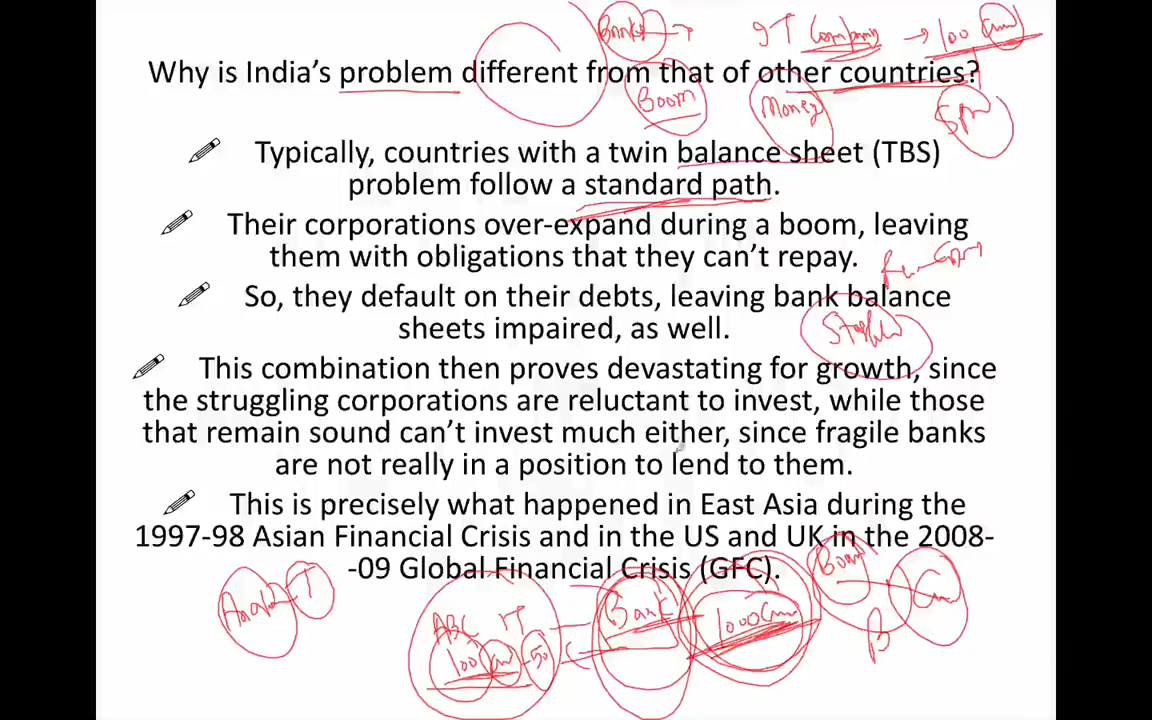 Banks IT Company → 100 
Why is India's problem different from that of other countries?
Boom Money
Typically, countries with a twin balance sheet (TBS)
problem follow a standard path.
Their corporations over-expand during a boom, leaving
them with obligations that they can't repay.
So, they default on their debts, leaving bank balance
sheets impaired, as well.
This combination then proves devastating for growth, since
the struggling corporations are reluctant to invest, while those
that remain sound can't invest much either, since fragile banks
are not really in a position to lend to them.
This is precisely what happened in East Asia during the
1997-98 Asian Financial Crisis and in the US and UK in the 2008-
-09 Global Financial Crisis (GFC).
ABC IT Bank 1000
100 50 B